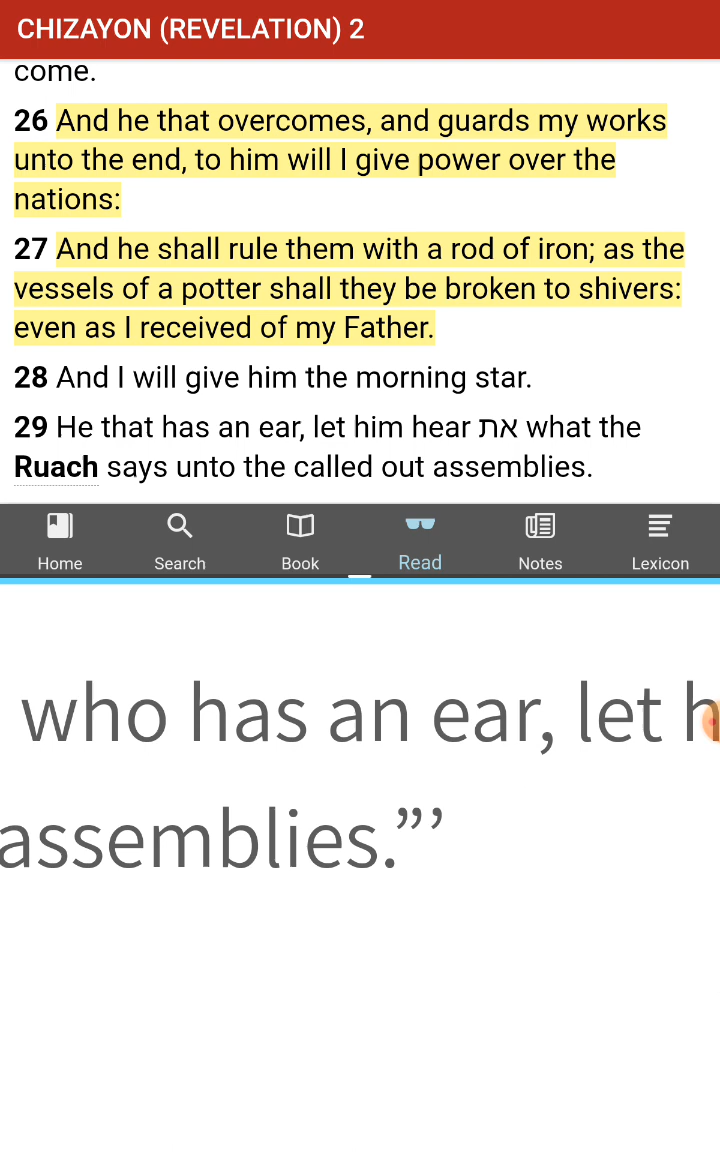 CHIZAYON (REVELATION) 2
come.
26 And he that overcomes, and guards my works
unto the end, to him will I give power over the
nations:
27 And he shall rule them with a rod of iron; as the
vessels of a potter shall they be broken to shivers:
even as I received of my Father.
28 And I will give him the morning star.
29 He that has an ear, let him hear את what the
Ruach says unto the called out assemblies.
Home Search Book Read Notes Lexicon
who has an ear, let h
assemblies.”’